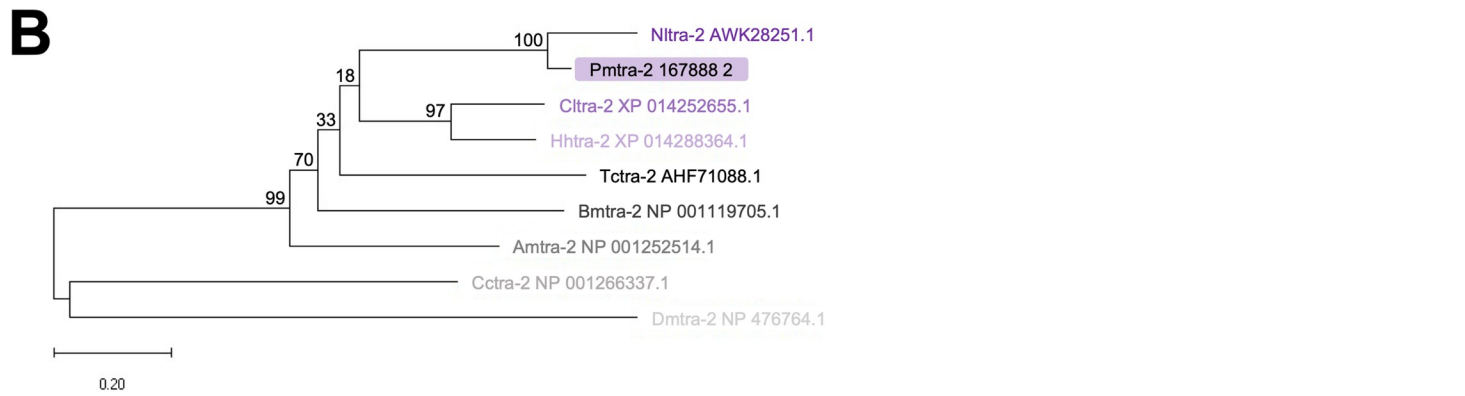 B
100
Nltra-2 AWK28251.1
Pmtra-2 167888 2
18
97
Cltra-2 XP 014252655.1
33
Hhtra-2 XP 014288364.1
70
Tctra-2 AHF71088.1
99
Bmtra-2 NP 001119705.1
Amtra-2 NP 001252514.1
Cctra-2 NP 001266337.1
Dmtra-2 NP 476764.1
0.20